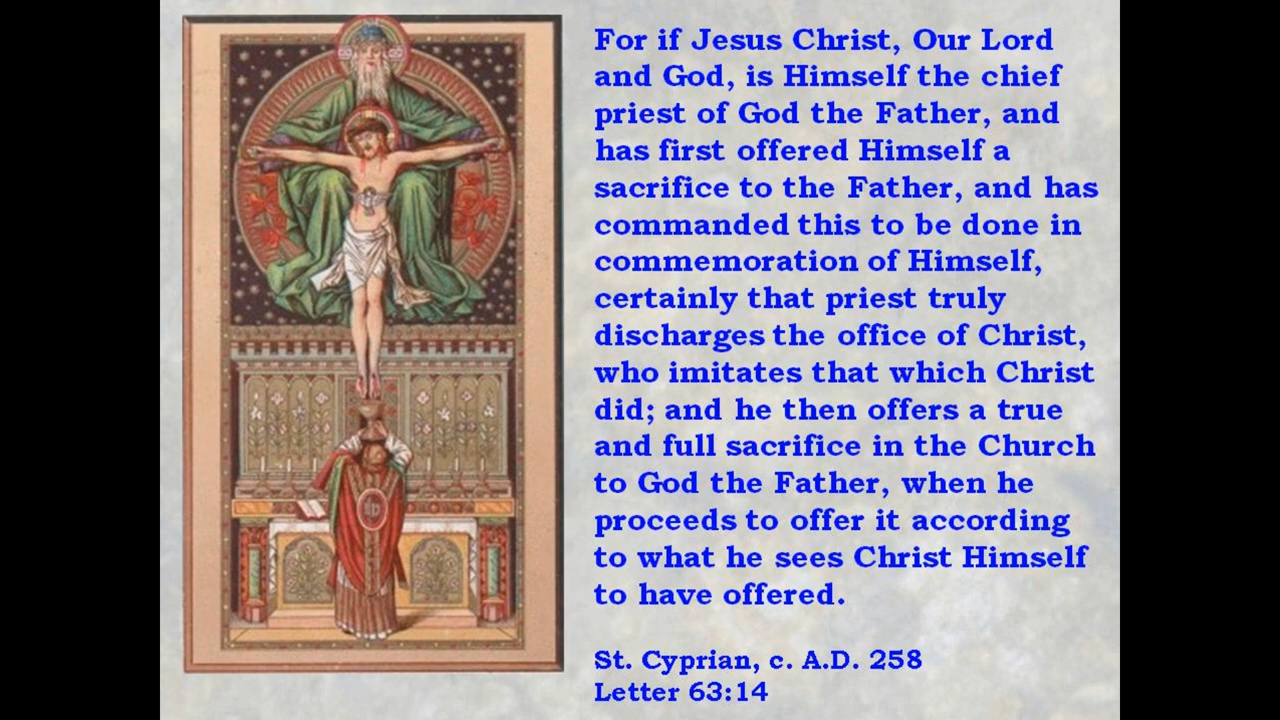 For if Jesus Christ, Our Lord
and God, is Himself the chief
priest of God the Father, and
has first offered Himself a
sacrifice to the Father, and has
commanded this to be done in
commemoration of Himself,
certainly that priest truly
discharges the office of Christ,
who imitates that which Christ
did; and he then offers a true
and full sacrifice in the Church
to God the Father, when he
proceeds to offer it according
to what he sees Christ Himself
to have offered.
St. Cyprian, c. A.D. 258
Letter 63:14